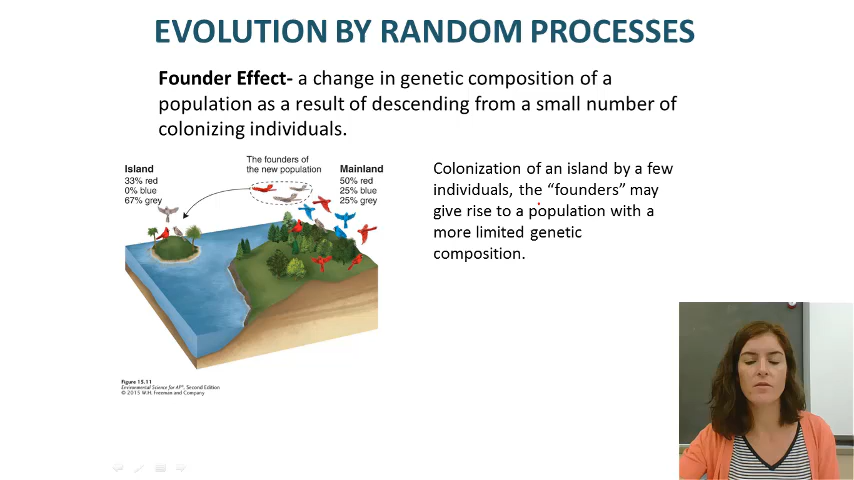 EVOLUTION BY RANDOM PROCESSES
Founder Effect- a change in genetic composition of a
population as a result of descending from a small number of
colonizing individuals.
Island
33% red
0% blue
67% grey
The founders of
the new population
Mainland
50% red
25% blue
25% grey
Colonization of an island by a few
individuals, the “founders” may
give rise to a population with a
more limited genetic
composition.
Figure 15.11
Environmental Science for AP®, Second Edition
© 2015 W.H. Freeman and Company